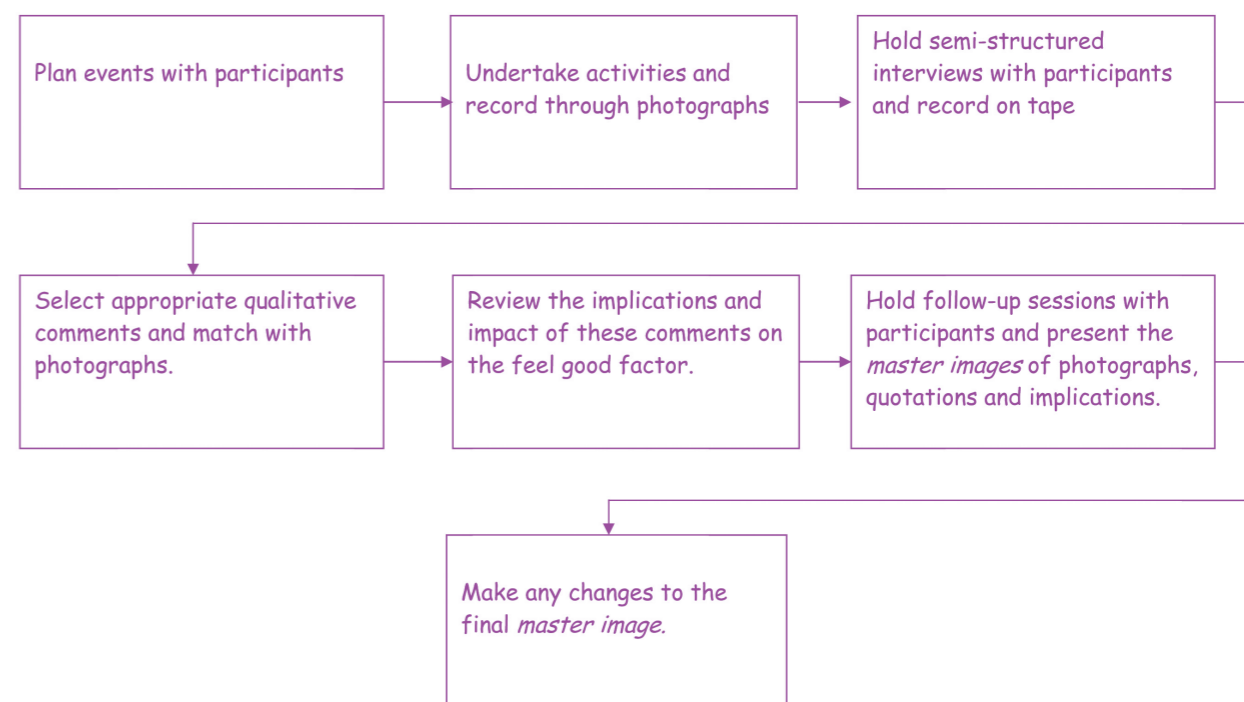 Plan events with participants
Undertake activities and
record through photographs
Hold semi-structured
interviews with participants
and record on tape
Select appropriate qualitative
comments and match with
photographs.
Review the implications and
impact of these comments on
the feel good factor.
Hold follow-up sessions with
participants and present the
master images of photographs,
quotations and implications.
Make any changes to the
final master image.